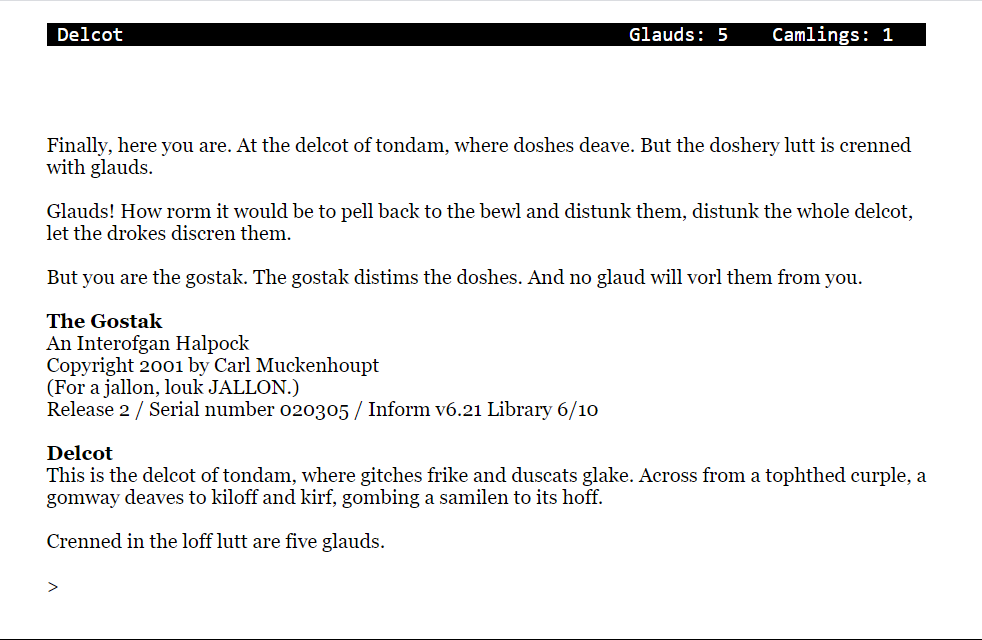 Delcot Glauds: 5 Camlings: 1
Finally, here you are. At the delcot of tondam, where doshes deave. But the doshery lutt is crenned
with glauds.
Glauds! How rorm it would be to pell back to the bewl and distunk them, distunk the whole delcot,
let the drokes discren them.
But you are the gostak. The gostak distims the doshes. And no glaud will vorl them from you.
The Gostak
An Interofgan Halpock
Copyright 2001 by Carl Muckenhoupt
(For a jallon, louk JALLON.)
Release 2 / Serial number 020305 / Inform v6.21 Library 6/10
Delcot
This is the delcot of tondam, where gitches frike and duscats glake. Across from a tophthed curple, a
gomway deaves to kiloff and kirf, gombing a samilen to its hoff.
Crenned in the loff lutt are five glauds.
>